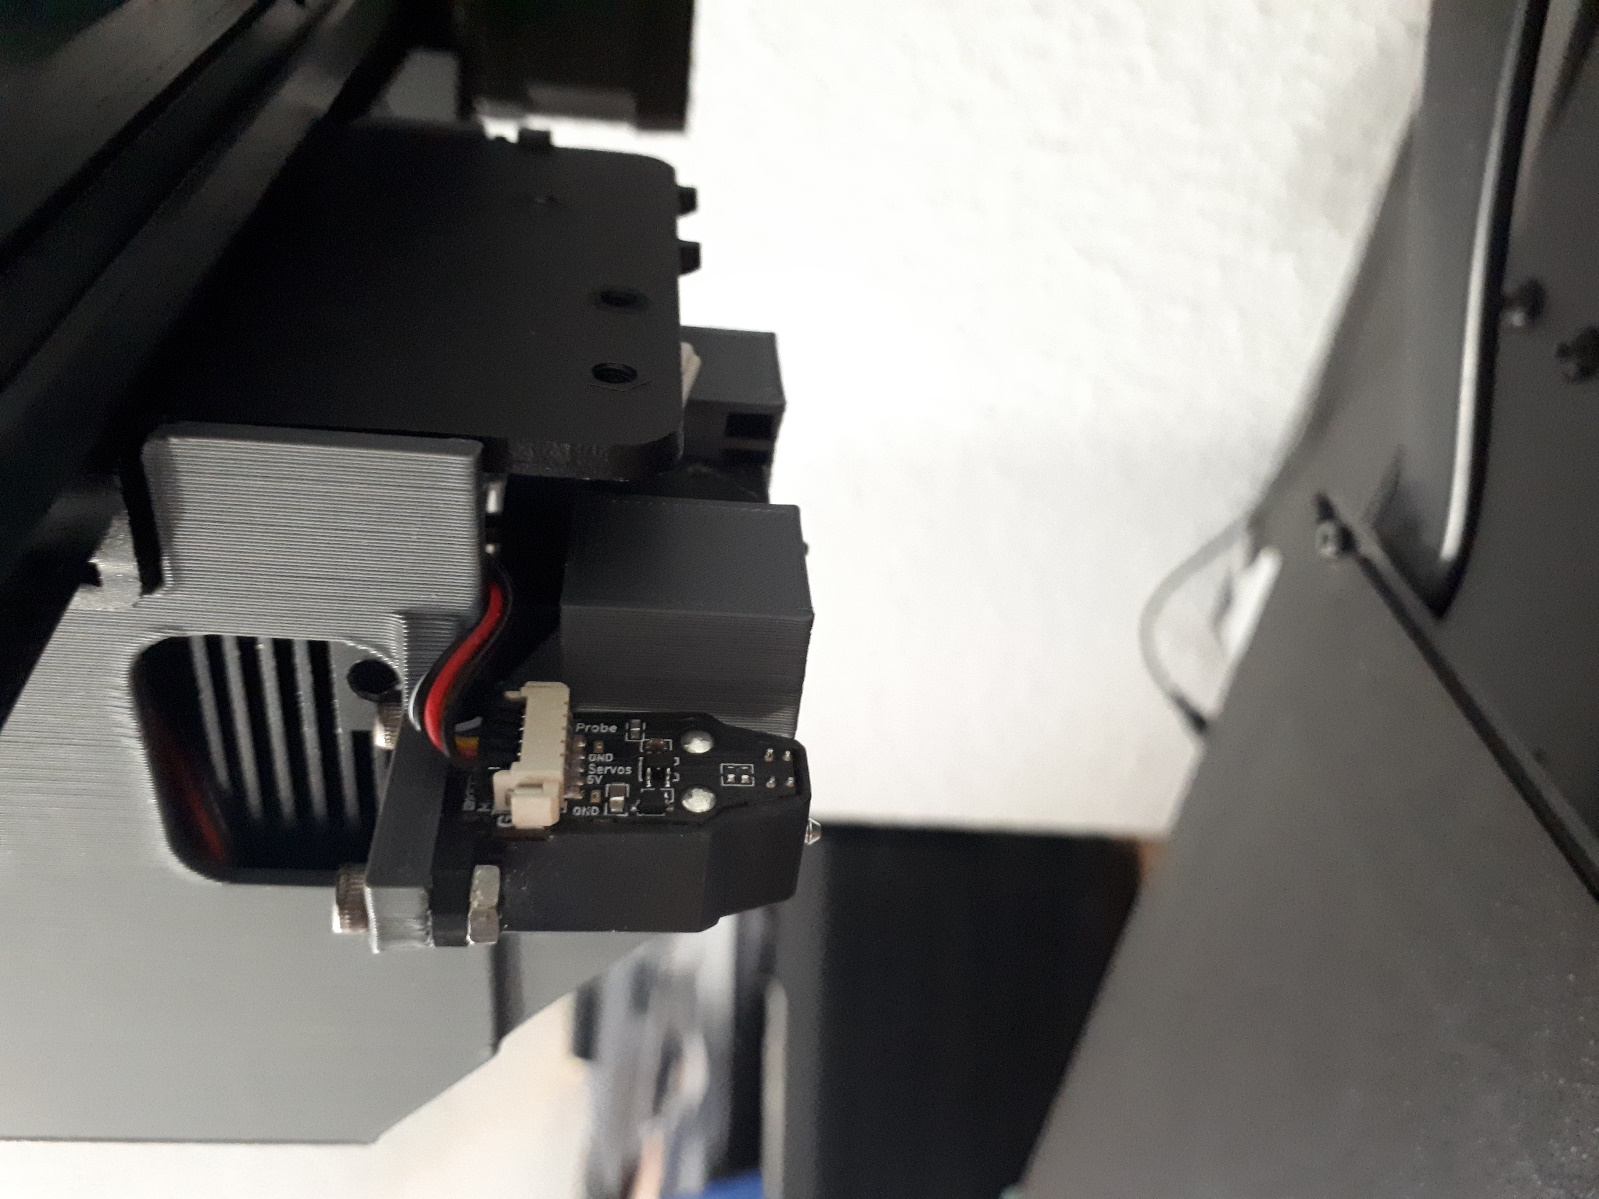 Probe
GND
Servos
5V
GND